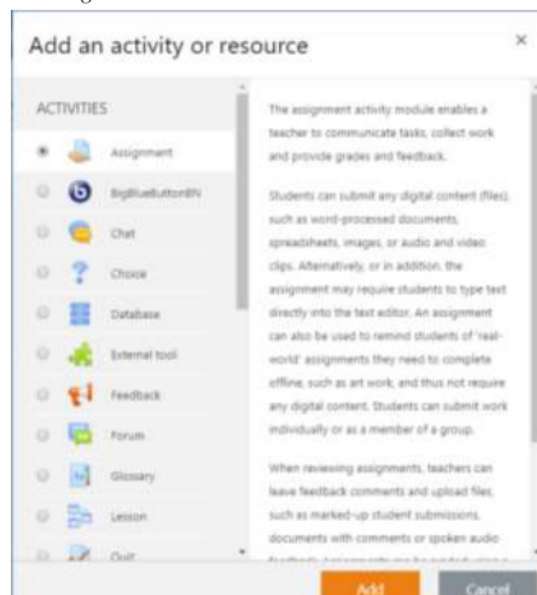 Add an activity or resource
×
ACTIVITIES
Assignment
BigBlueButtonBN
Chat
Choice
Database
External tool
Feedback
Forum
Glossary
Lesson
Quiz
The assignment activity module enables a
teacher to communicate tasks, collect work
and provide grades and feedback.
Students can submit any digital content (files),
such as word-processed documents,
spreadsheets, images, or audio and video
clips. Alternatively, or in addition, the
assignment may require students to type text
directly into the text editor. An assignment
can also be used to remind students of 'real-
world' assignments they need to complete
offline, such as art work, and thus not require
any digital content. Students can submit work
individually or as a member of a group.
When reviewing assignments, teachers can
leave feedback comments and upload files,
such as marked-up student submissions,
documents with comments or spoken audio
Add
Cancel